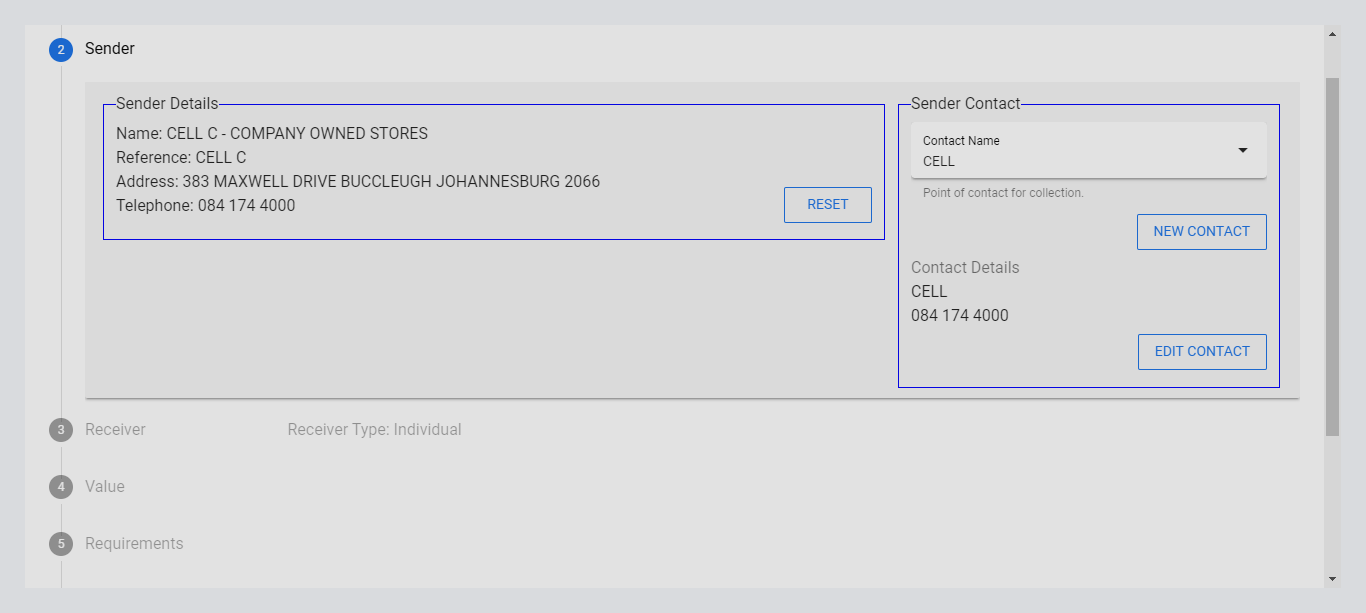 2 Sender
Sender Details
Name: CELL C - COMPANY OWNED STORES
Reference: CELL C
Address: 383 MAXWELL DRIVE BUCCLEUGH JOHANNESBURG 2066
Telephone: 084 174 4000
RESET
Sender Contact
Contact Name
CELL
Point of contact for collection.
NEW CONTACT
Contact Details
CELL
084 174 4000
EDIT CONTACT
3 Receiver Receiver Type: Individual
4 Value
5 Requirements